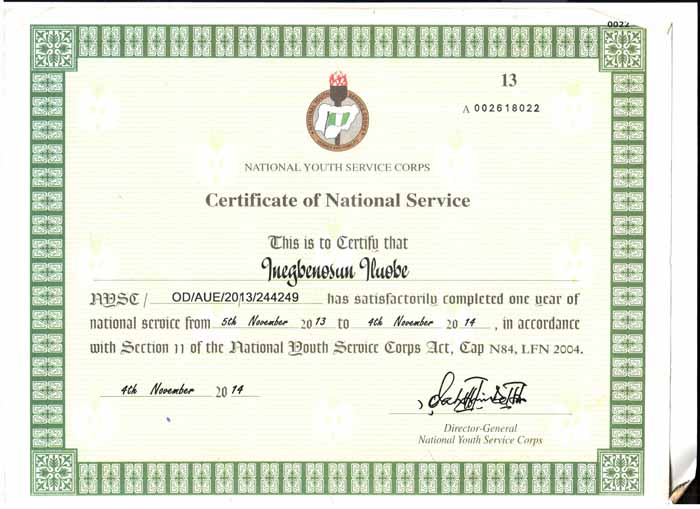 0022
13
A 002618022
NATIONAL YOUTH SERVICE CORPS
Certificate of National Service
This is to Certify that
Inegbenosun Iluobe
NYSC / OD/AUE/2013/244249 has satisfactorily completed one year of
national service from 5th November 2013 to 4th November 2014, in accordance
with Section 11 of the National Youth Service Corps Act, Cap N84, LFN 2004.
4th November 2014
Director-General
National Youth Service Corps